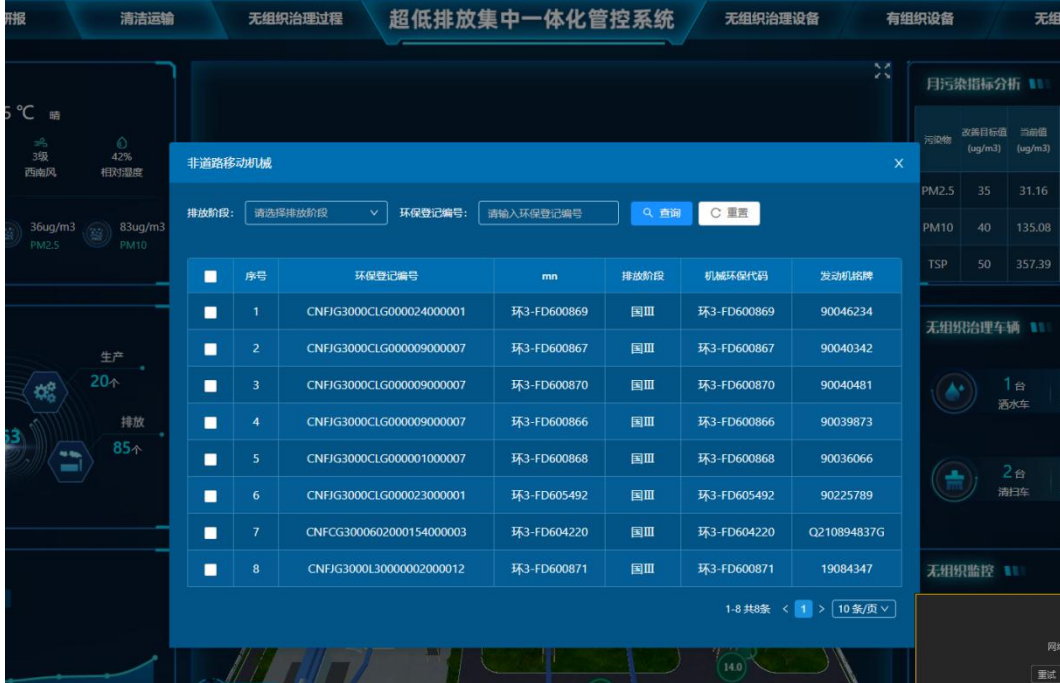 研报 清洁运输 无组织治理过程 超低排放集中一体化管控系统 无组织治理设备 有组织设备 无组
5 ℃ 晴
3级
西南风
42%
相对湿度
36ug/m3
PM2.5
83ug/m3
PM10
生产
20个
排放
85个
63
非道路移动机械 X
排放阶段: 请选择排放阶段 环保登记编号: 请输入环保登记编号 查询 重置
序号 环保登记编号 mn 排放阶段 机械环保代码 发动机铭牌
1 CNFJG3000CLG000024000001 环3-FD600869 国Ⅲ 环3-FD600869 90046234
2 CNFJG3000CLG000009000007 环3-FD600867 国Ⅲ 环3-FD600867 90040342
3 CNFJG3000CLG000009000007 环3-FD600870 国Ⅲ 环3-FD600870 90040481
4 CNFJG3000CLG000009000007 环3-FD600866 国Ⅲ 环3-FD600866 90039873
5 CNFJG3000CLG000001000007 环3-FD600868 国Ⅲ 环3-FD600868 90036066
6 CNFJG3000CLG000023000001 环3-FD605492 国Ⅲ 环3-FD605492 90225789
7 CNFCG3000602000154000003 环3-FD604220 国Ⅲ 环3-FD604220 Q210894837G
8 CNFJG3000L30000002000012 环3-FD600871 国Ⅲ 环3-FD600871 19084347
1-8 共8条 < 1 > 10 条/页
月污染指标分析
污染物 改善目标值 (ug/m3) 当前值 (ug/m3)
PM2.5 35 31.16
PM10 40 135.08
TSP 50 357.39
无组织治理车辆
1台
洒水车
2台
清扫车
无组织监控
网
重试
14.0